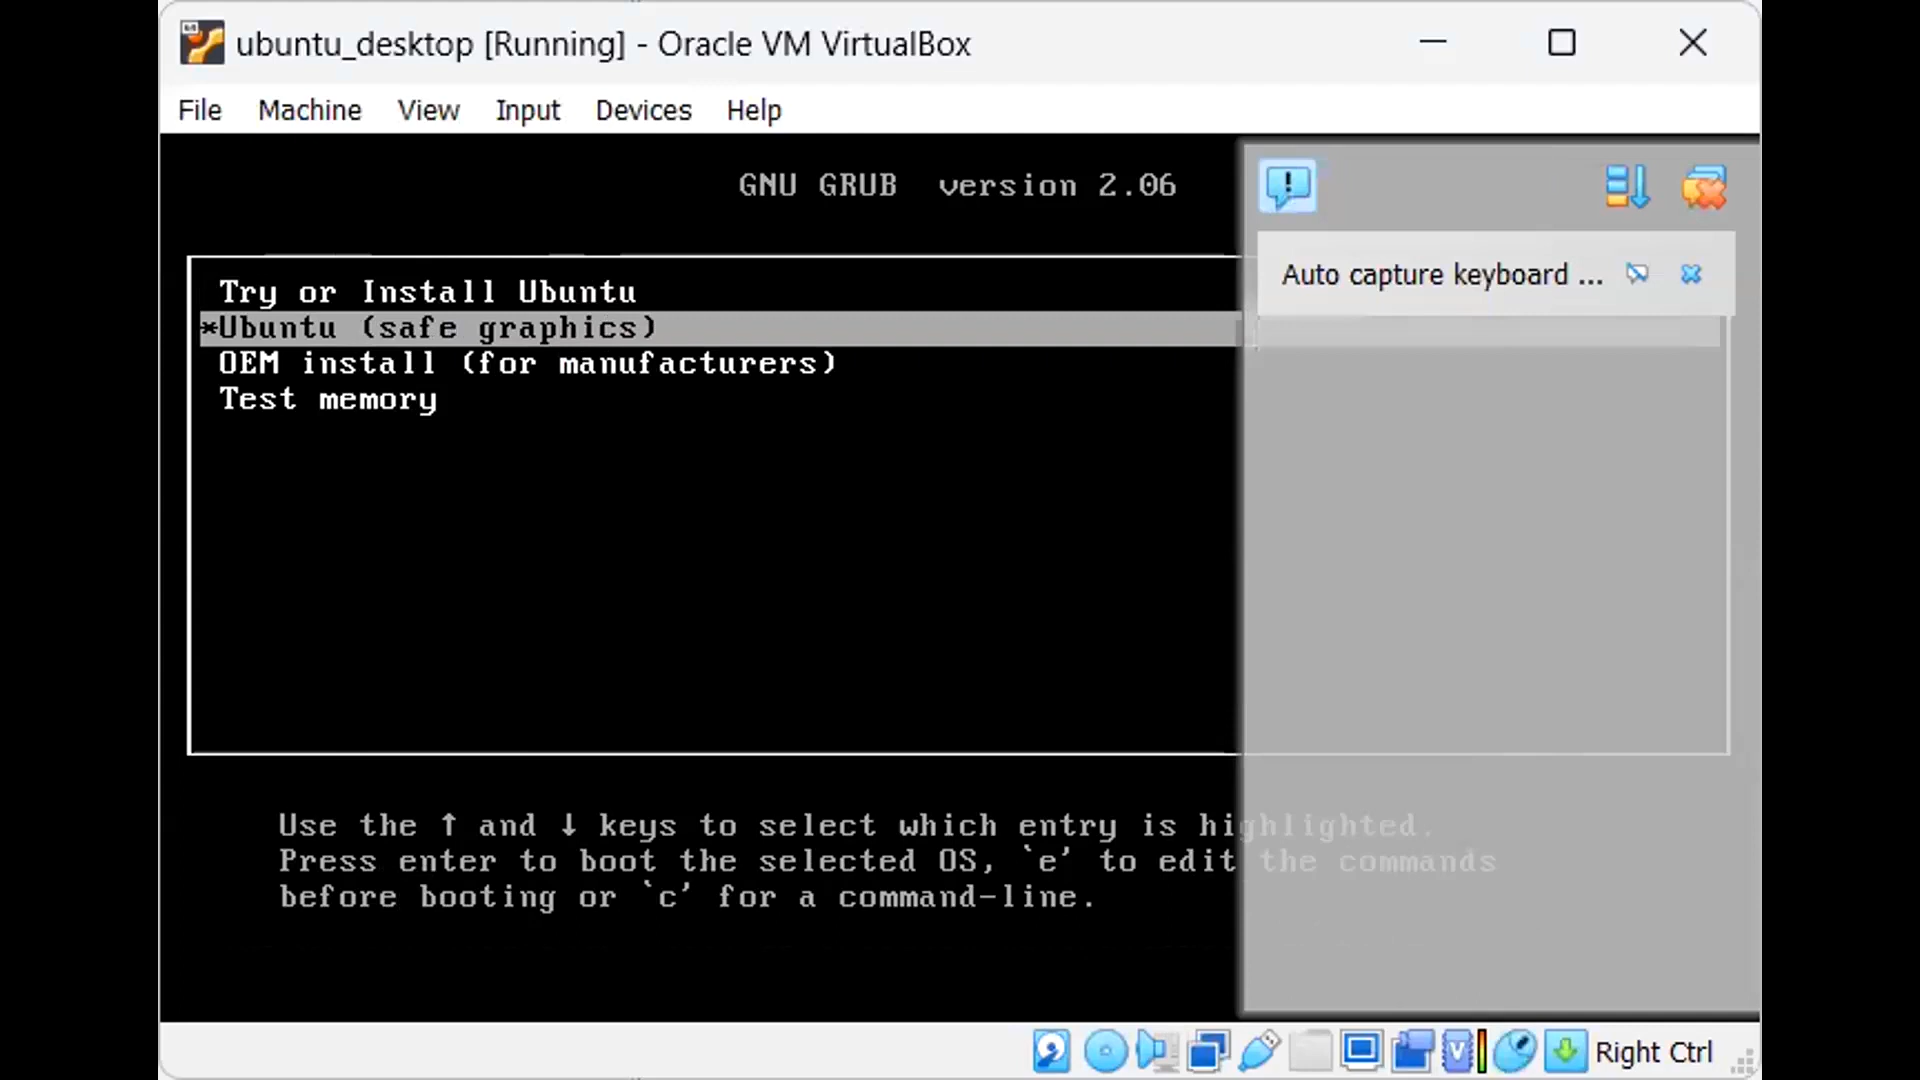 ubuntu_desktop [Running] - Oracle VM VirtualBox
File Machine View Input Devices Help
GNU GRUB version 2.06
Auto capture keyboard ...
Try or Install Ubuntu
*Ubuntu (safe graphics)
OEM install (for manufacturers)
Test memory
Use the ↑ and ↓ keys to select which entry is highlighted.
Press enter to boot the selected OS, `e' to edit the commands
before booting or `c' for a command-line.
Right Ctrl